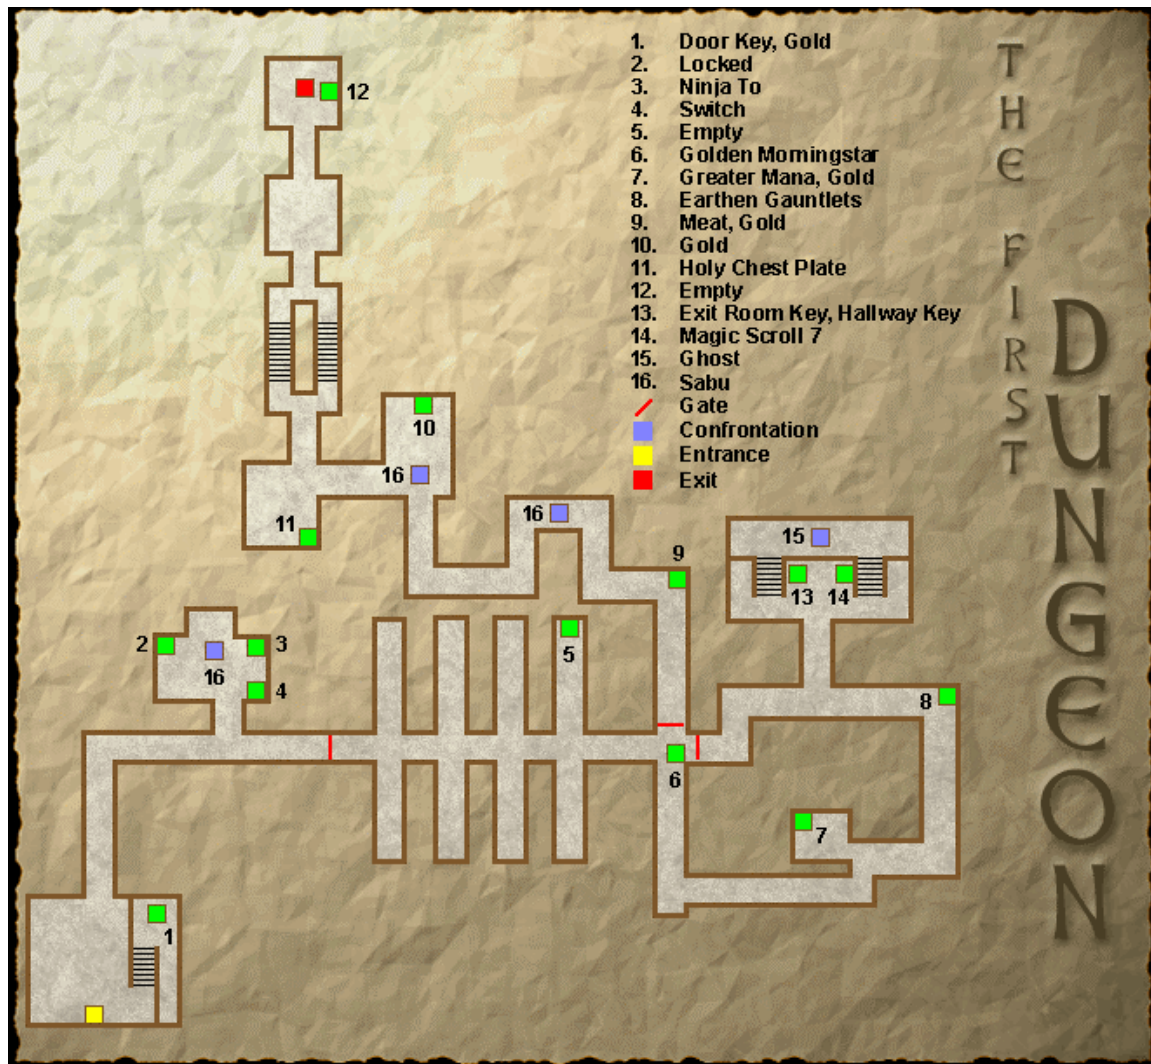 1. Door Key, Gold
2. Locked
3. Ninja To
4. Switch
5. Empty
6. Golden Morningstar
7. Greater Mana, Gold
8. Earthen Gauntlets
9. Meat, Gold
10. Gold
11. Holy Chest Plate
12. Empty
13. Exit Room Key, Hallway Key
14. Magic Scroll 7
15. Ghost
16. Sabu
Gate
Confrontation
Entrance
Exit
THE FIRST
DUNGEON
12
10
16
11
16
15
9
13 14
2
3
16
4
5
8
6
7
1